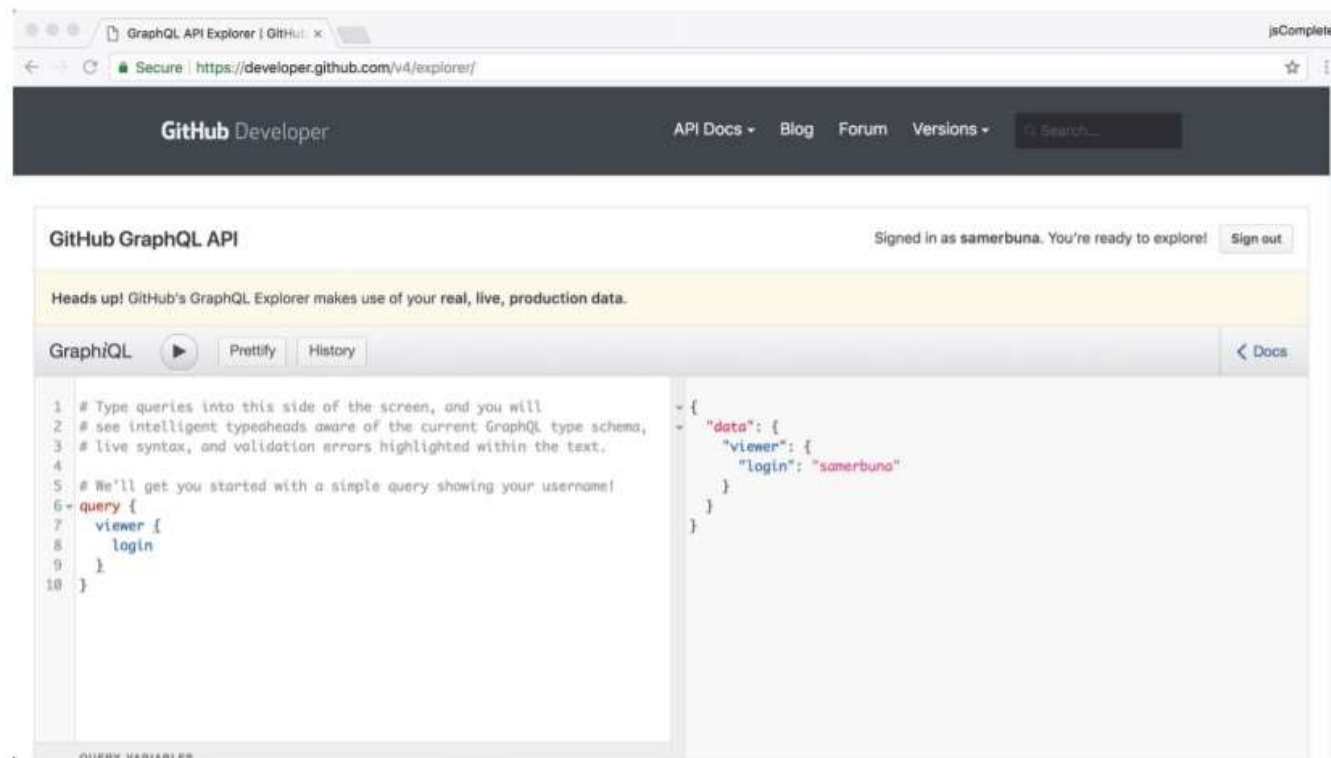 GraphQL API Explorer | GitHub
jsComplete
Secure https://developer.github.com/v4/explorer/
GitHub Developer
API Docs Blog Forum Versions Search...
GitHub GraphQL API
Signed in as samerbuna. You're ready to explore! Sign out
Heads up! GitHub's GraphQL Explorer makes use of your real, live, production data.
GraphiQL Prettify History
Docs
1 # Type queries into this side of the screen, and you will
2 # see intelligent typeaheads aware of the current GraphQL type schema,
3 # live syntax, and validation errors highlighted within the text.
4
5 # We'll get you started with a simple query showing your username!
6 query {
7 viewer {
8 login
9 }
10 }
{
"data": {
"viewer": {
"login": "samerbuna"
}
}
}
QUERY VARIABLES